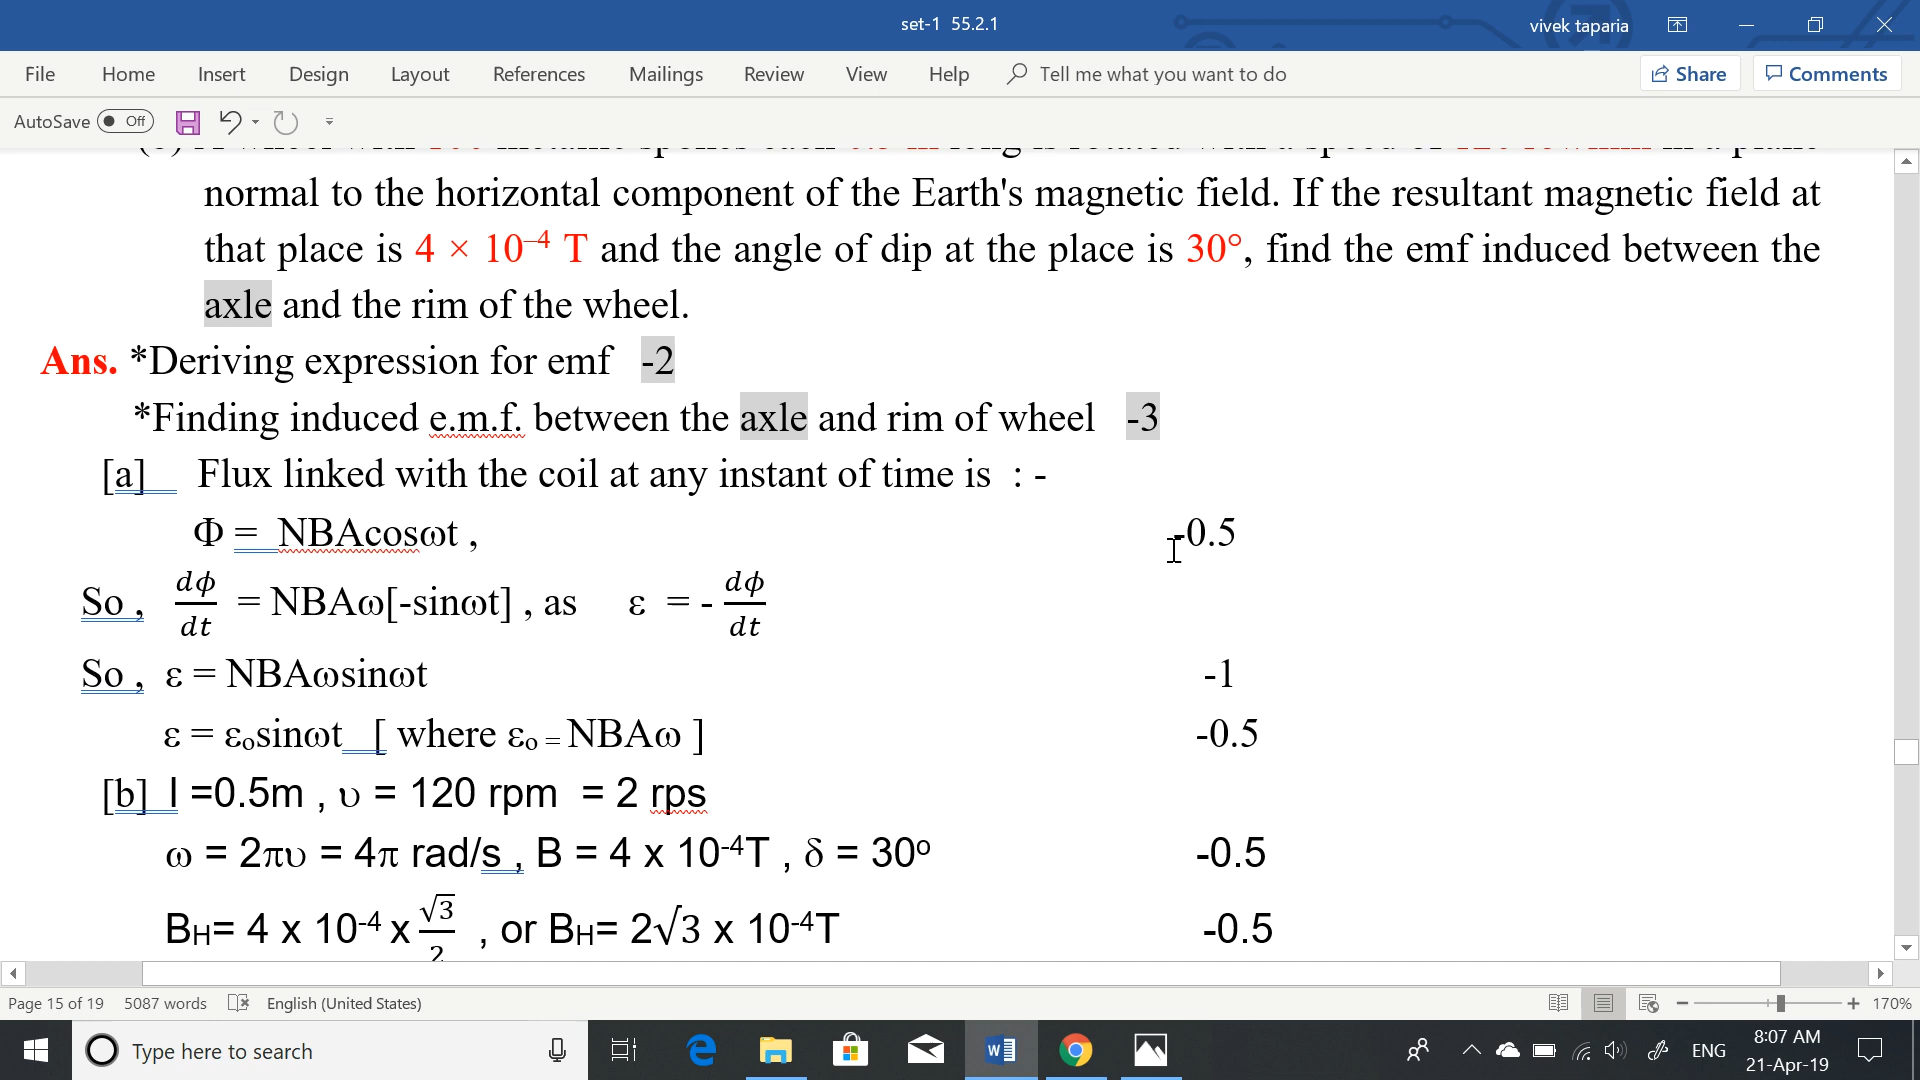 set-1 55.2.1
vivek taparia
File Home Insert Design Layout References Mailings Review View Help Tell me what you want to do Share Comments
AutoSave Off
normal to the horizontal component of the Earth's magnetic field. If the resultant magnetic field at
that place is 4 × 10⁻⁴ T and the angle of dip at the place is 30°, find the emf induced between the
axle and the rim of the wheel.
Ans. *Deriving expression for emf -2
*Finding induced e.m.f. between the axle and rim of wheel -3
[a] Flux linked with the coil at any instant of time is : -
Φ = NBAcosωt , -0.5
So , dϕ/dt = NBAω[-sinωt] , as ε = - dϕ/dt
So , ε = NBAωsinωt -1
ε = εₒsinωt [ where εₒ = NBAω ] -0.5
[b] l =0.5m , υ = 120 rpm = 2 rps
ω = 2πυ = 4π rad/s , B = 4 x 10⁻⁴T , δ = 30ᵒ -0.5
BH= 4 x 10⁻⁴ x √3/2 , or BH= 2√3 x 10⁻⁴T -0.5
Page 15 of 19 5087 words English (United States) 170%
Type here to search ENG 8:07 AM
21-Apr-19